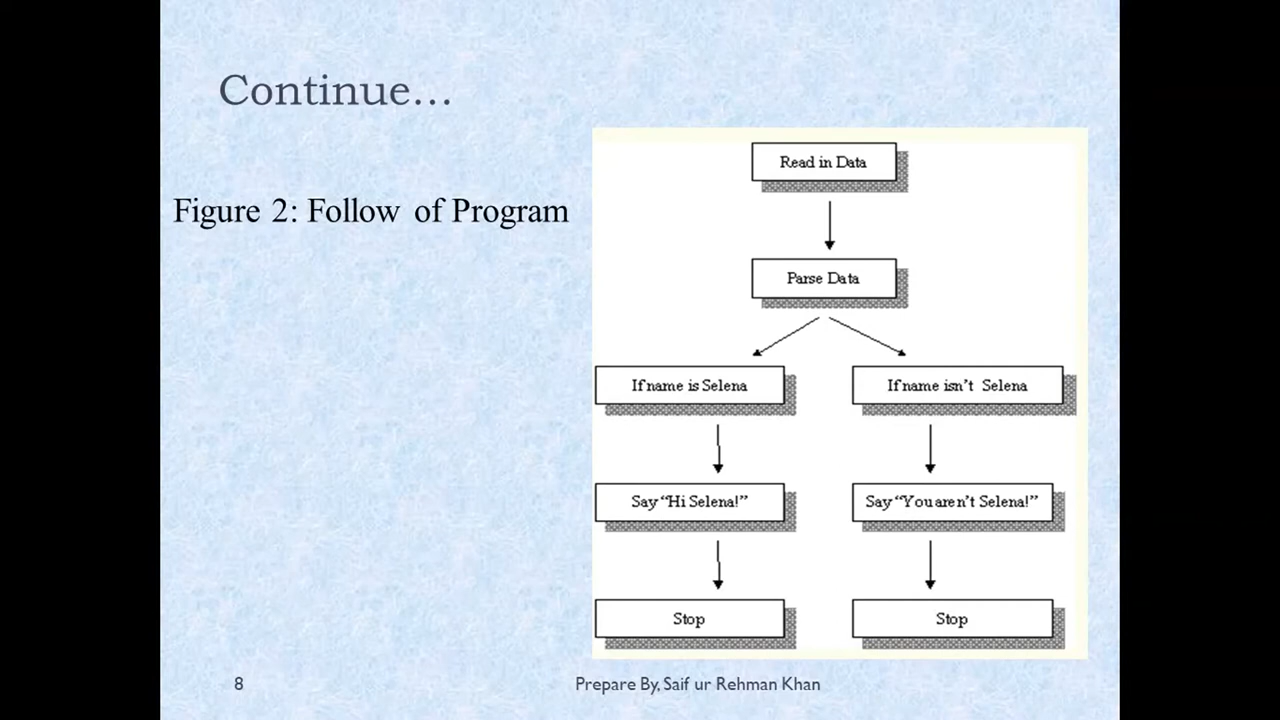 Continue...
Figure 2: Follow of Program
Read in Data
Parse Data
If name is Selena
If name isn't Selena
Say “Hi Selena!”
Say “You aren't Selena!”
Stop
Stop
8
Prepare By, Saif ur Rehman Khan